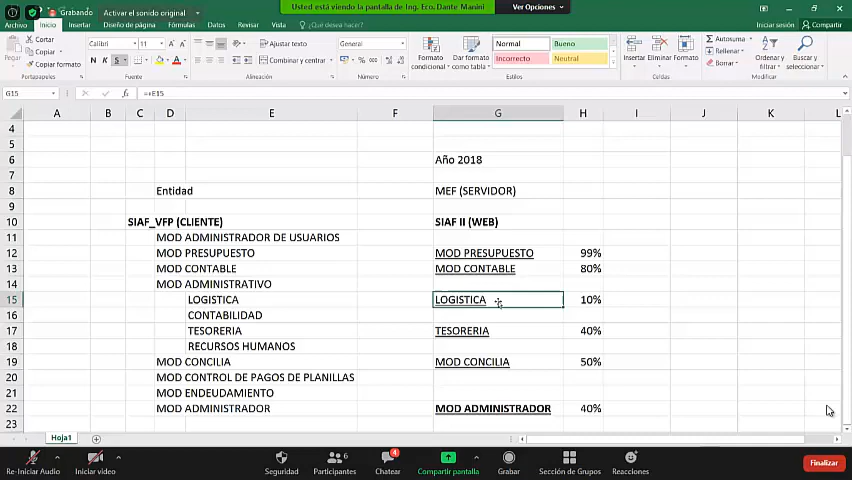 Grabando
Activar el sonido original
Usted está viendo la pantalla de Ing. Eco. Dante Manini
Ver Opciones
Archivo Inicio Insertar Diseño de página Fórmulas Datos Revisar Vista ¿Qué desea hacer? Iniciar sesión Compartir
Pegar
Cortar
Copiar
Copiar formato
Portapapeles
Calibri 11
N K S
Fuente
Ajustar texto
Combinar y centrar
Alineación
General
Número
Formato condicional
Dar formato como tabla
Normal Bueno
Incorrecto Neutral
Estilos
Insertar Eliminar Formato
Celdas
Autosuma
Rellenar
Borrar
Ordenar y filtrar
Buscar y seleccionar
Modificar
G15 fx =+E15
A B C D E F G H I J K L
4
5
6 Año 2018
7
8 Entidad MEF (SERVIDOR)
9
10 SIAF_VFP (CLIENTE) SIAF II (WEB)
11 MOD ADMINISTRADOR DE USUARIOS
12 MOD PRESUPUESTO MOD PRESUPUESTO 99%
13 MOD CONTABLE MOD CONTABLE 80%
14 MOD ADMINISTRATIVO
15 LOGISTICA LOGISTICA 10%
16 CONTABILIDAD
17 TESORERIA TESORERIA 40%
18 RECURSOS HUMANOS
19 MOD CONCILIA MOD CONCILIA 50%
20 MOD CONTROL DE PAGOS DE PLANILLAS
21 MOD ENDEUDAMIENTO
22 MOD ADMINISTRADOR MOD ADMINISTRADOR 40%
23
Hoja1
6 4
Re-Iniciar Audio Iniciar video Seguridad Participantes Chatear Compartir pantalla Grabar Sección de Grupos Reacciones Finalizar